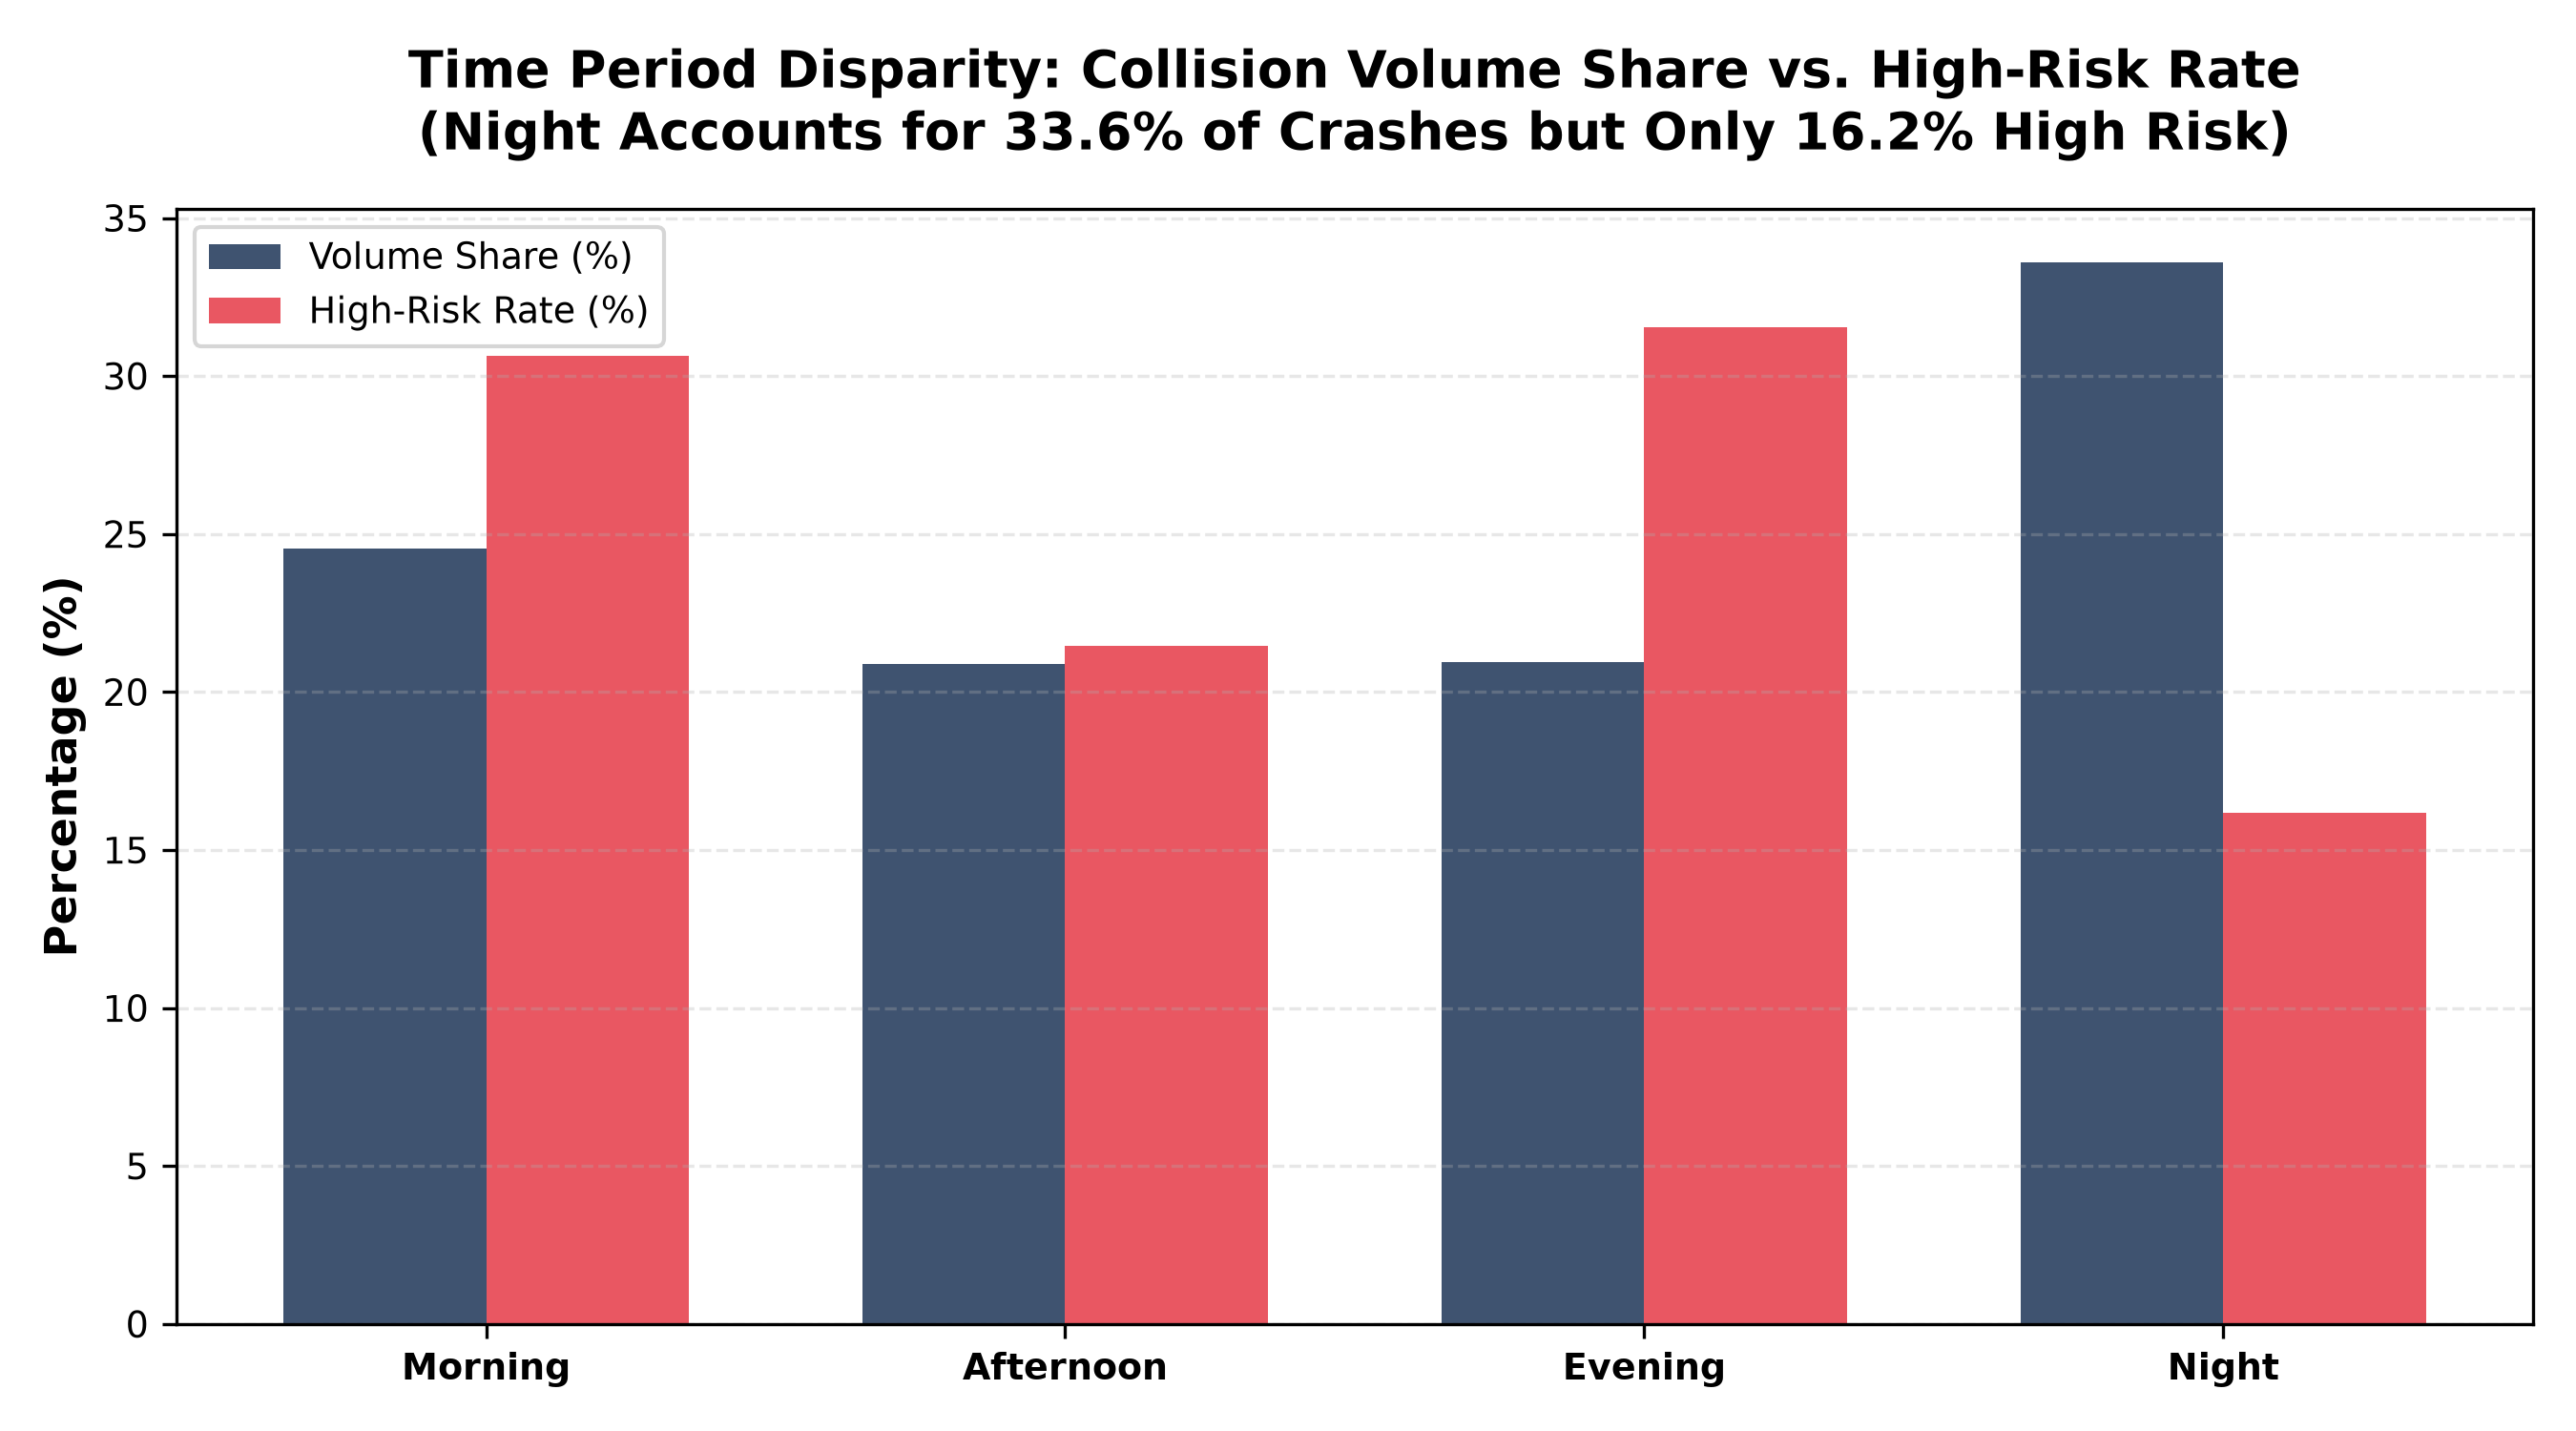 Time Period Disparity: Collision Volume Share vs. High-Risk Rate
(Night Accounts for 33.6% of Crashes but Only 16.2% High Risk)
Volume Share (%)
High-Risk Rate (%)
Percentage (%)
35
30
25
20
15
10
5
0
Morning
Afternoon
Evening
Night